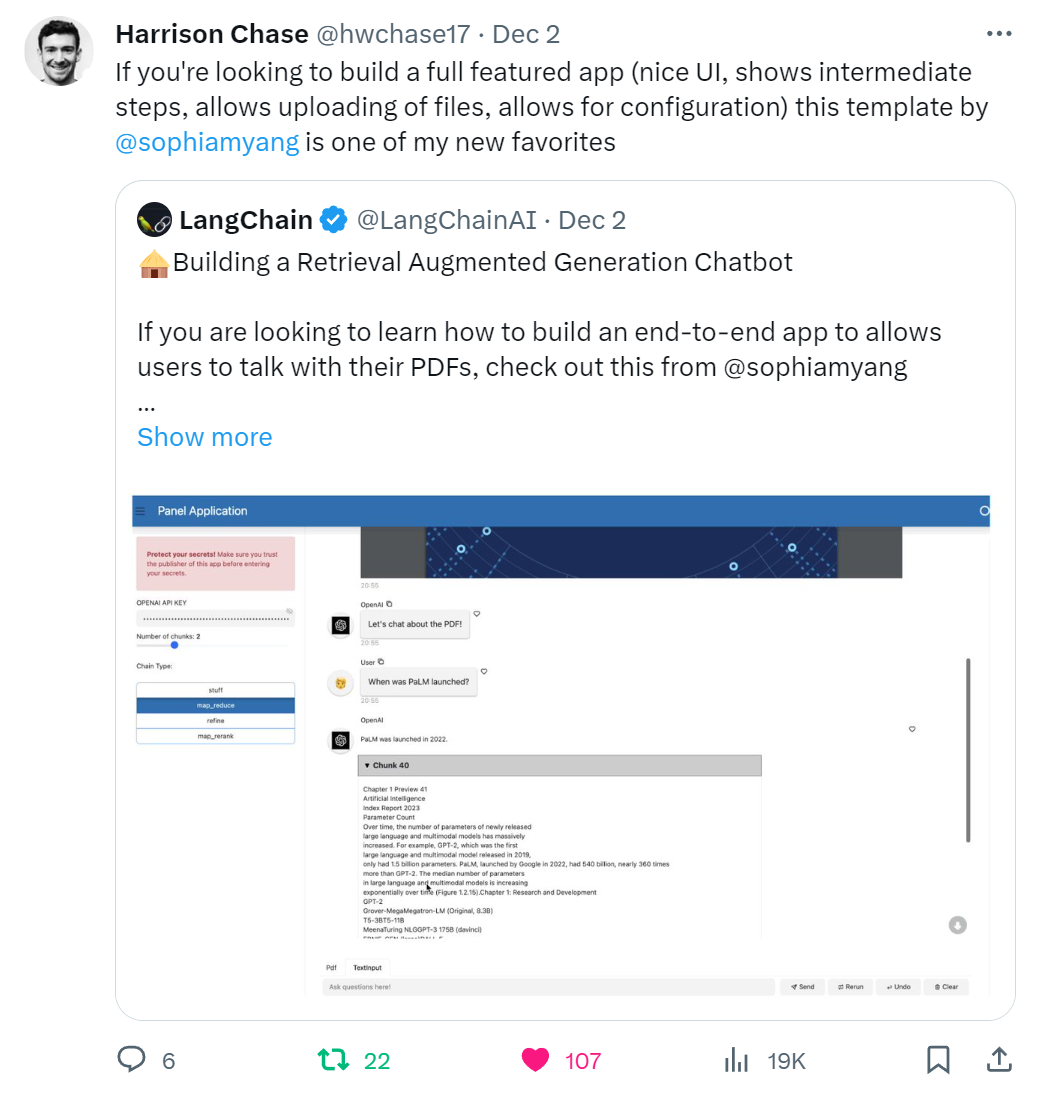 Harrison Chase @hwchase17 · Dec 2
If you're looking to build a full featured app (nice UI, shows intermediate
steps, allows uploading of files, allows for configuration) this template by
@sophiamyang is one of my new favorites
LangChain @LangChainAI · Dec 2
🛖Building a Retrieval Augmented Generation Chatbot
If you are looking to learn how to build an end-to-end app to allows
users to talk with their PDFs, check out this from @sophiamyang
...
Show more
Panel Application
Protect your secrets! Make sure you trust
the publisher of this app before entering
your secrets.
OPENAI API KEY
Number of chunks: 2
Chain Type:
stuff
map_reduce
refine
map_rerank
20:55
OpenAI
Let's chat about the PDF!
20:55
User
When was PaLM launched?
20:55
OpenAI
PaLM was launched in 2022.
▼ Chunk 40
Chapter 1 Preview 41
Artificial Intelligence
Index Report 2023
Parameter Count
Over time, the number of parameters of newly released
large language and multimodal models has massively
increased. For example, GPT-2, which was the first
large language and multimodal model released in 2019,
only had 1.5 billion parameters. PaLM, launched by Google in 2022, had 540 billion, nearly 360 times
more than GPT-2. The median number of parameters
in large language and multimodal models is increasing
exponentially over time (Figure 1.2.15).Chapter 1: Research and Development
GPT-2
Grover-MegaMegatron-LM (Original, 8.3B)
T5-3BT5-11B
MeenaTuring NLGGPT-3 175B (davinci)
Pdf TextInput
Ask questions here!
Send Rerun Undo Clear
6 22 107 19K